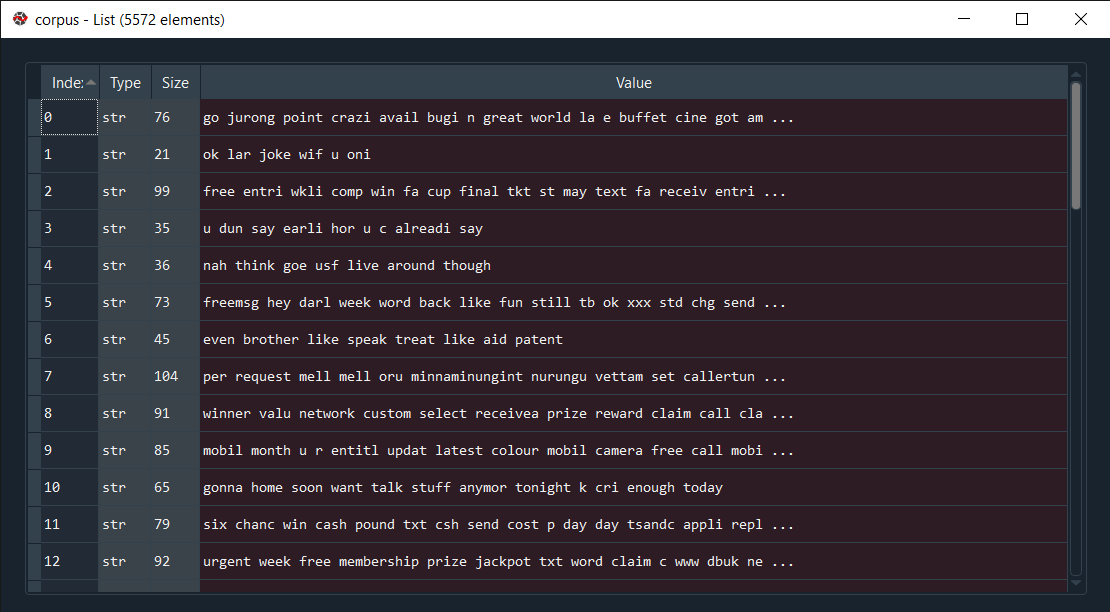 corpus - List (5572 elements)
Inde: Type Size Value
0 str 76 go jurong point crazi avail bugi n great world la e buffet cine got am ...
1 str 21 ok lar joke wif u oni
2 str 99 free entri wkli comp win fa cup final tkt st may text fa receiv entri ...
3 str 35 u dun say earli hor u c alreadi say
4 str 36 nah think goe usf live around though
5 str 73 freemsg hey darl week word back like fun still tb ok xxx std chg send ...
6 str 45 even brother like speak treat like aid patent
7 str 104 per request mell mell oru minnaminungint nurungu vettam set callertun ...
8 str 91 winner valu network custom select receivea prize reward claim call cla ...
9 str 85 mobil month u r entitl updat latest colour mobil camera free call mobi ...
10 str 65 gonna home soon want talk stuff anymor tonight k cri enough today
11 str 79 six chanc win cash pound txt csh send cost p day day tsandc appli repl ...
12 str 92 urgent week free membership prize jackpot txt word claim c www dbuk ne ...